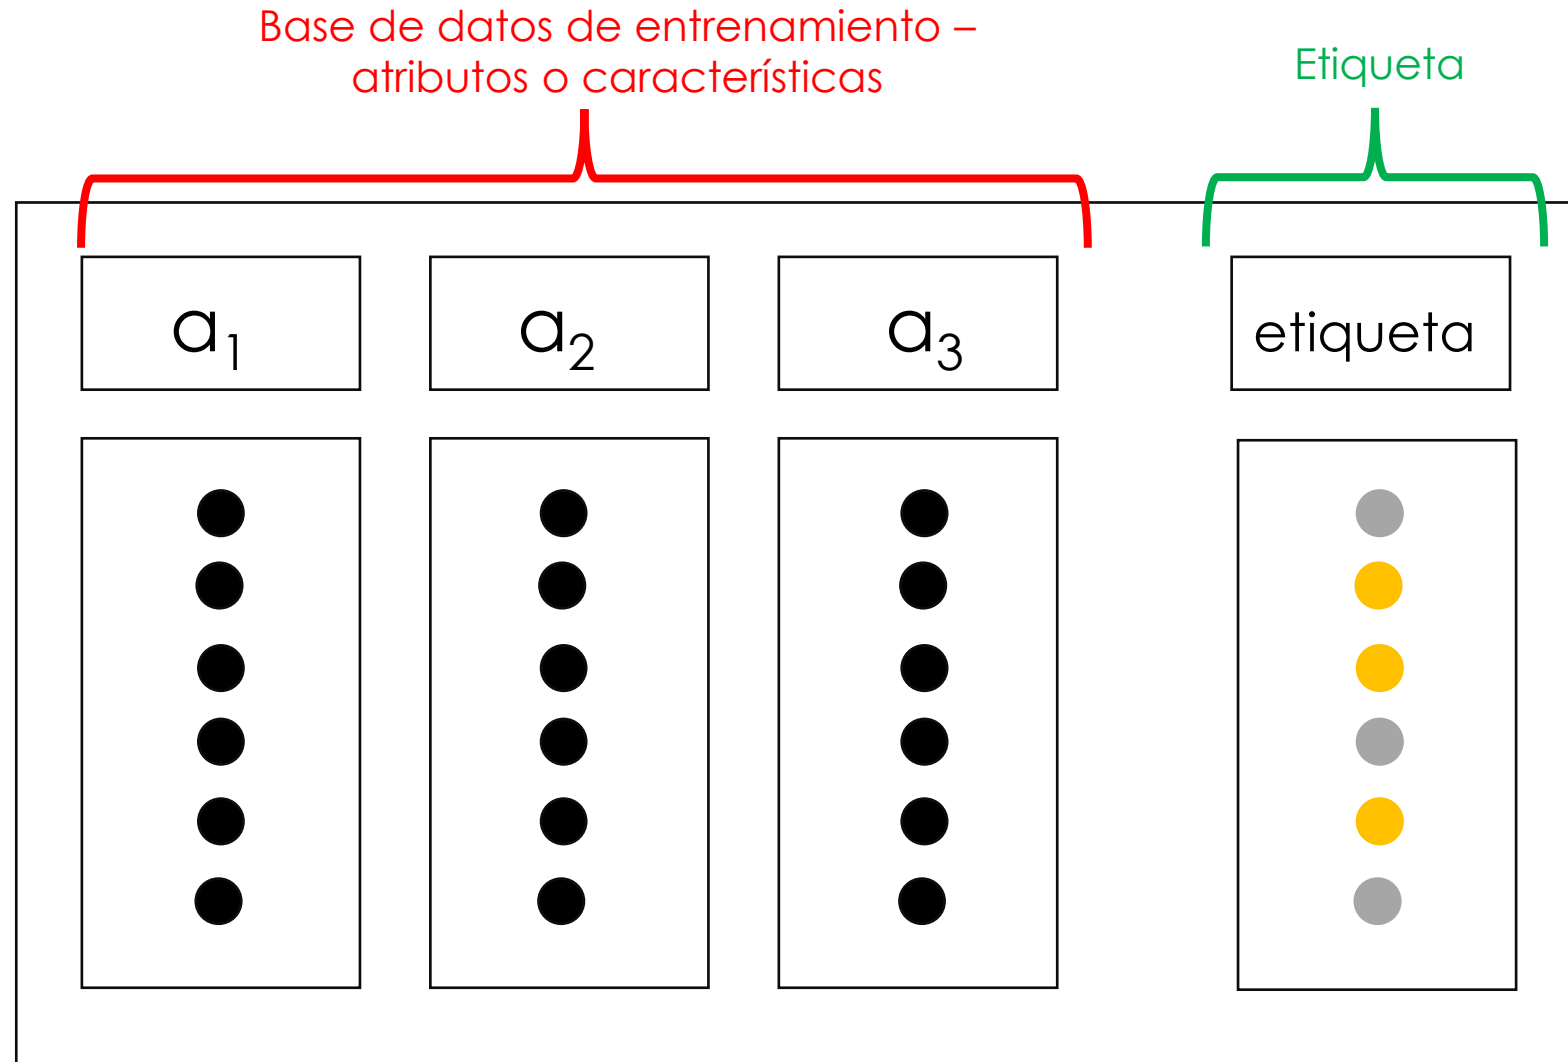 Base de datos de entrenamiento –
atributos o características
Etiqueta
a₁
a₂
a₃
etiqueta